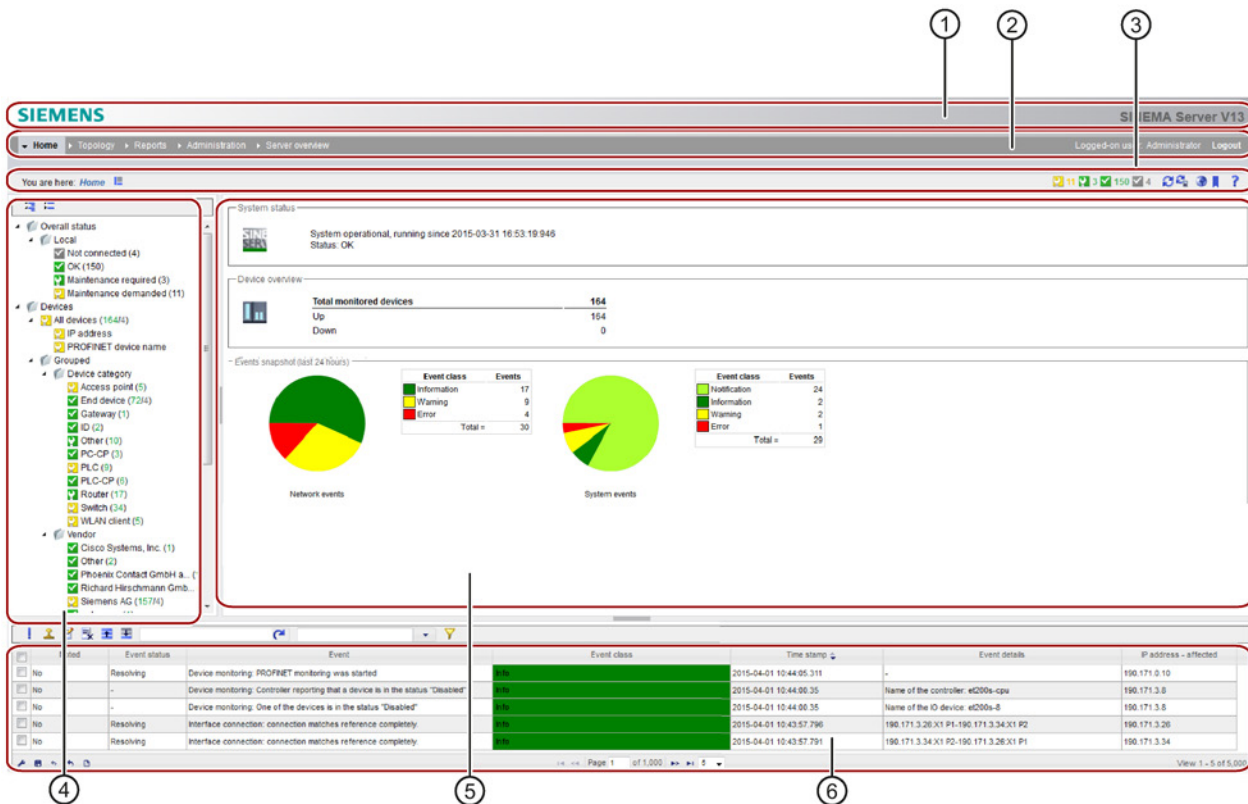 1 2 3
SIEMENS SINEMA Server V13
Home Topology Reports Administration Server overview Logged-on user: Administrator Logout
You are here: Home 11 3 150 4 ?
Overall status
Local
Not connected (4)
OK (150)
Maintenance required (3)
Maintenance demanded (11)
Devices
All devices (164/4)
IP address
PROFINET device name
Grouped
Device category
Access point (5)
End device (72/4)
Gateway (1)
ID (2)
Other (10)
PC-CP (3)
PLC (9)
PLC-CP (6)
Router (17)
Switch (34)
WLAN client (5)
Vendor
Cisco Systems, Inc. (1)
Other (2)
Phoenix Contact GmbH a... (
Richard Hirschmann Gmb...
Siemens AG (157/4)
System status
System operational, running since 2015-03-31 16:53:19:946
Status: OK
Device overview
Total monitored devices 164
Up 164
Down 0
Events snapshot (last 24 hours)
Event class Events
Information 17
Warning 9
Error 4
Total = 30
Network events
Event class Events
Notification 24
Information 2
Warning 2
Error 1
Total = 29
System events
Event status Event Event class Time stamp Event details IP address - affected
No Resolving Device monitoring: PROFINET monitoring was started Info 2015-04-01 10:44:05.311 - 190.171.0.10
No - Device monitoring: Controller reporting that a device is in the status "Disabled" Info 2015-04-01 10:44:00.35 Name of the controller: et200s-cpu 190.171.3.8
No - Device monitoring: One of the devices is in the status "Disabled" Info 2015-04-01 10:44:00.35 Name of the IO device: et200s-8 190.171.3.8
No Resolving Interface connection: connection matches reference completely. Info 2015-04-01 10:43:57.796 190.171.3.26:X1 P1-190.171.3.34:X1 P2 190.171.3.26
No Resolving Interface connection: connection matches reference completely. Info 2015-04-01 10:43:57.791 190.171.3.34:X1 P2-190.171.3.26:X1 P1 190.171.3.34
Page 1 of 1,000 5 View 1 - 5 of 5,000
4 5 6